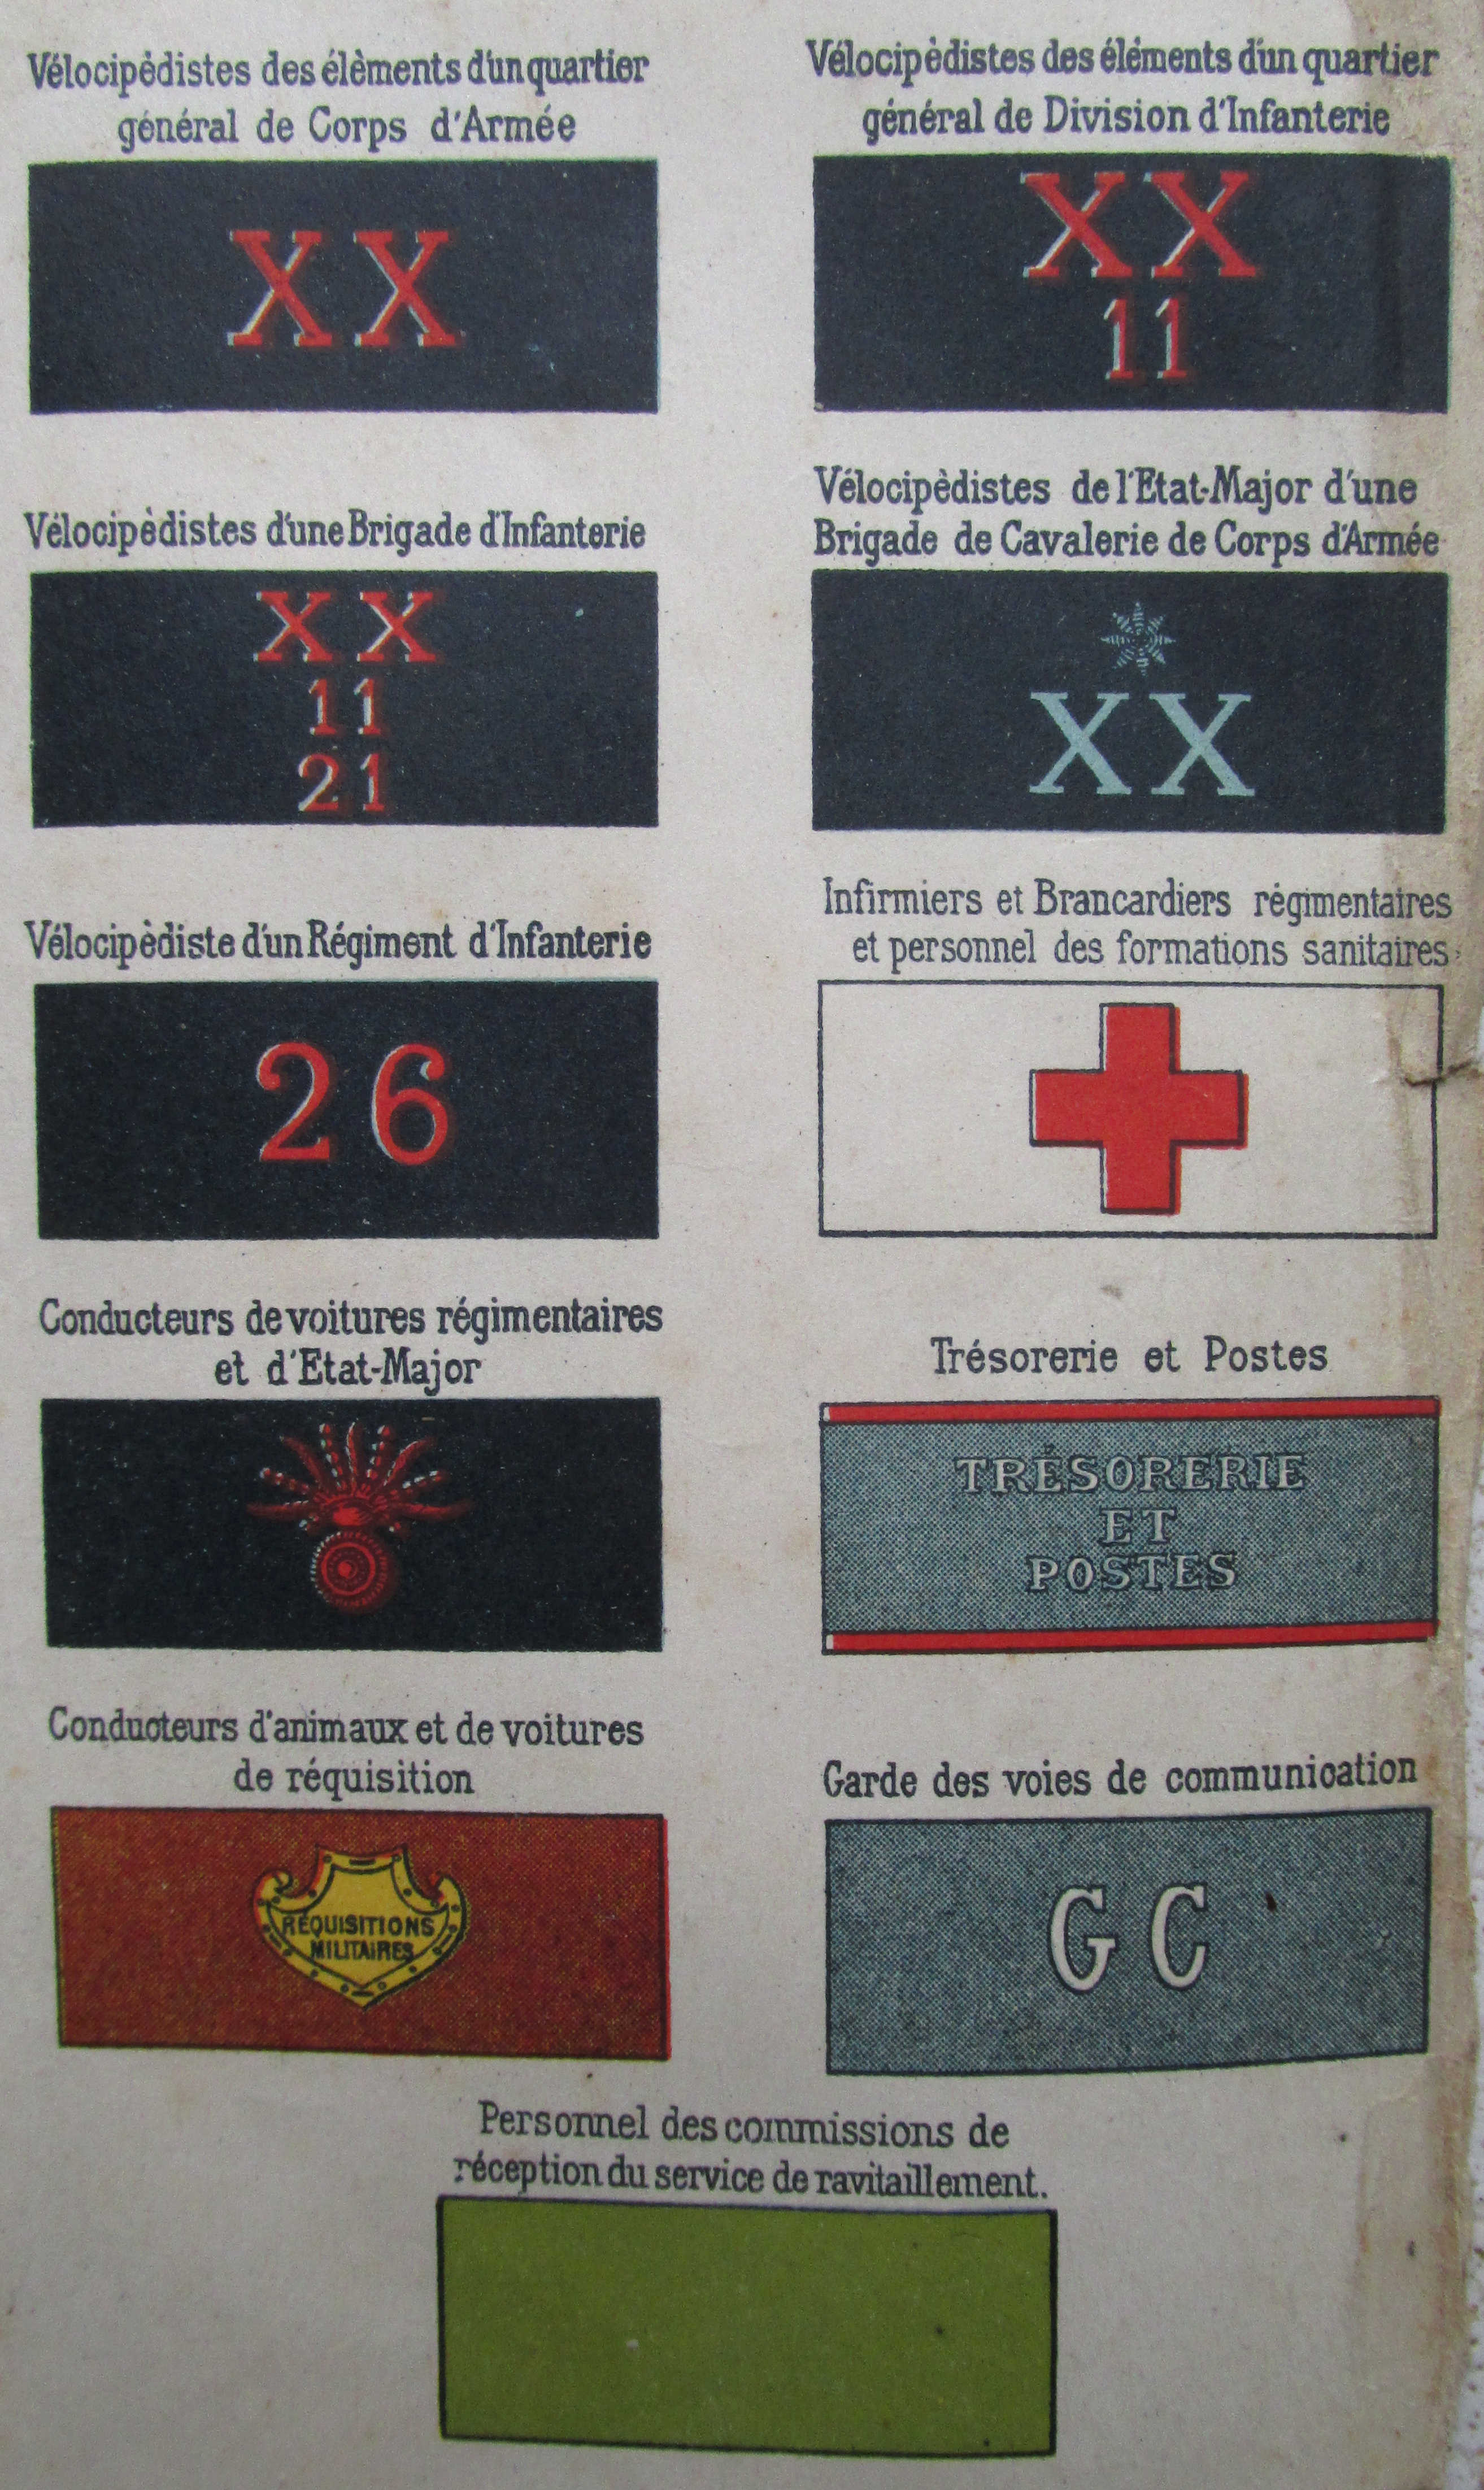 Vélocipèdistes des élèments d'un quartier
général de Corps d'Armée
XX
Vélocipèdistes des éléments d'un quartier
général de Division d'Infanterie
XX
11
Vélocipèdistes d'une Brigade d'Infanterie
XX
11
21
Vélocipèdistes de l'Etat-Major d'une
Brigade de Cavalerie de Corps d'Armée
XX
Vélocipèdiste d'un Régiment d'Infanterie
26
Infirmiers et Brancardiers régimentaires
et personnel des formations sanitaires
Conducteurs de voitures régimentaires
et d'Etat-Major
Trésorerie et Postes
TRÉSORERIE
ET
POSTES
Conducteurs d'animaux et de voitures
de réquisition
RÉQUISITIONS
MILITAIRES
Garde des voies de communication
GC
Personnel des commissions de
réception du service de ravitaillement.